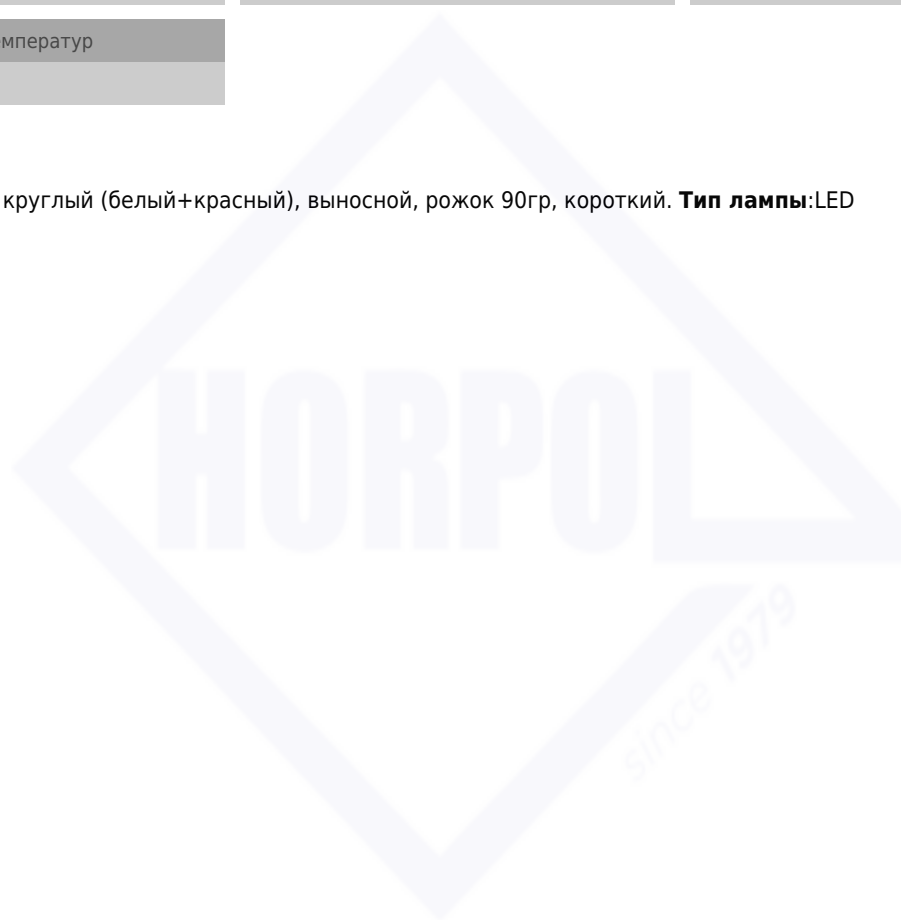 мператур
круглый (белый+красный), выносной, рожок 90гр, короткий. Тип лампы:LED
HORPOL
since 1979